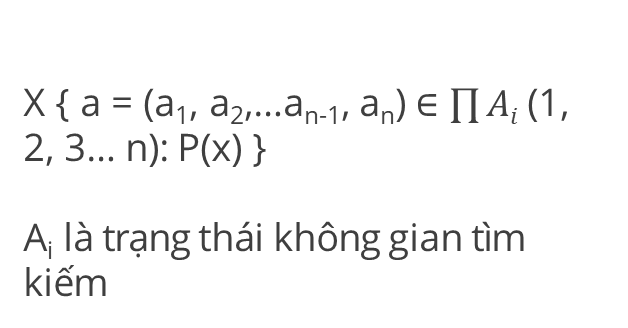 X { a = (a₁, a₂,...aₙ₋₁, aₙ) ∈ ∏ 𝐴ᵢ (1,
2, 3... n): P(x) }
Aᵢ là trạng thái không gian tìm
kiếm